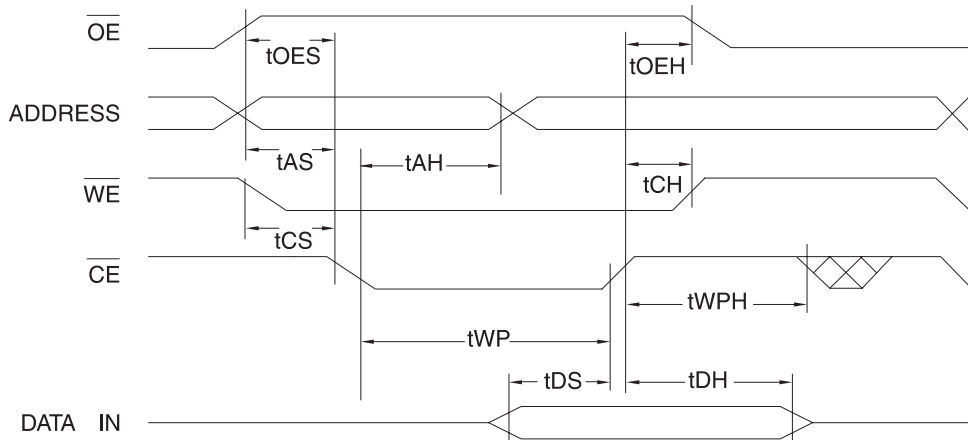 OE
tOES
tOEH
ADDRESS
tAS
tAH
tCH
WE
tCS
CE
tWPH
tWP
tDS
tDH
DATA IN